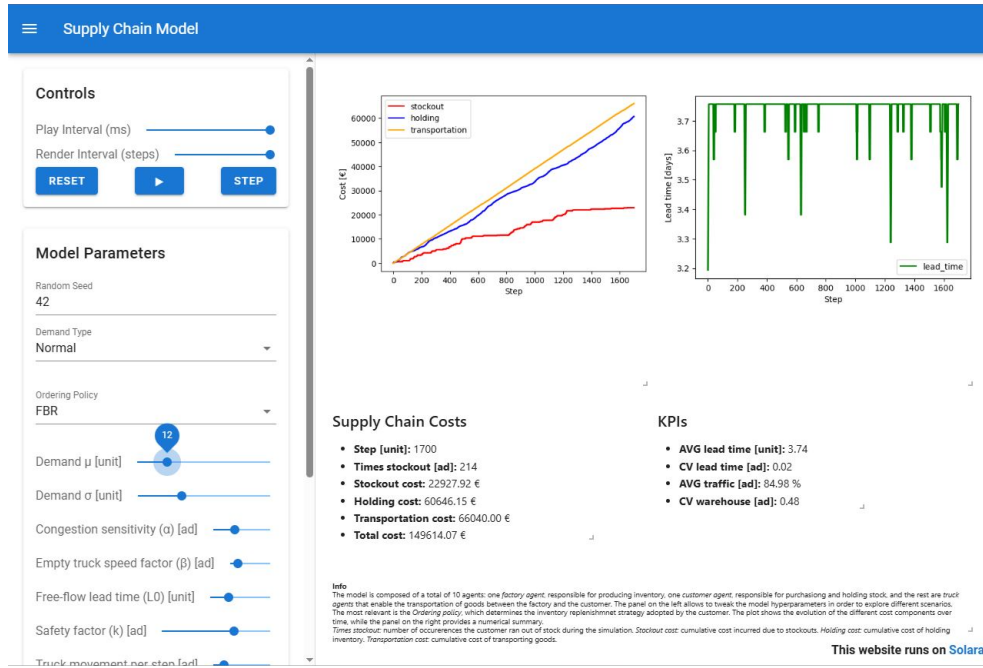 Supply Chain Model
Controls
Play Interval (ms)
Render Interval (steps)
RESET
STEP
Model Parameters
Random Seed
42
Demand Type
Normal
Ordering Policy
FBR
12
Demand μ [unit]
Demand σ [unit]
Congestion sensitivity (α) [ad]
Empty truck speed factor (β) [ad]
Free-flow lead time (L0) [unit]
Safety factor (k) [ad]
Truck movement per step [ad]
stockout
holding
transportation
Cost [€]
60000
50000
40000
30000
20000
10000
0
0 200 400 600 800 1000 1200 1400 1600
Step
Lead time [days]
3.7
3.6
3.5
3.4
3.3
3.2
lead_time
0 200 400 600 800 1000 1200 1400 1600
Step
Supply Chain Costs
Step [unit]: 1700
Times stockout [ad]: 214
Stockout cost: 22927.92 €
Holding cost: 60646.15 €
Transportation cost: 66040.00 €
Total cost: 149614.07 €
KPIs
AVG lead time [unit]: 3.74
CV lead time [ad]: 0.02
AVG traffic [ad]: 84.98 %
CV warehouse [ad]: 0.48
Info
The model is composed of a total of 10 agents: one factory agent, responsible for producing inventory, one customer agent, responsible for purchasiong and holding stock, and the rest are truck
agents that enable the transportation of goods between the factory and the customer. The panel on the left allows to tweak the model hyperparameters in order to explore different scenarios.
The most relevant is the Ordering policy, which determines the inventory replenishmnet strategy adopted by the customer. The plot shows the evolution of the different cost components over
time, while the panel on the right provides a numerical summary.
Times stockout: number of occurerences the customer ran out of stock during the simulation. Stockout cost: cumulative cost incurred due to stockouts. Holding cost: cumulative cost of holding
inventory. Transportation cost: cumulative cost of transporting goods.
This website runs on Solara